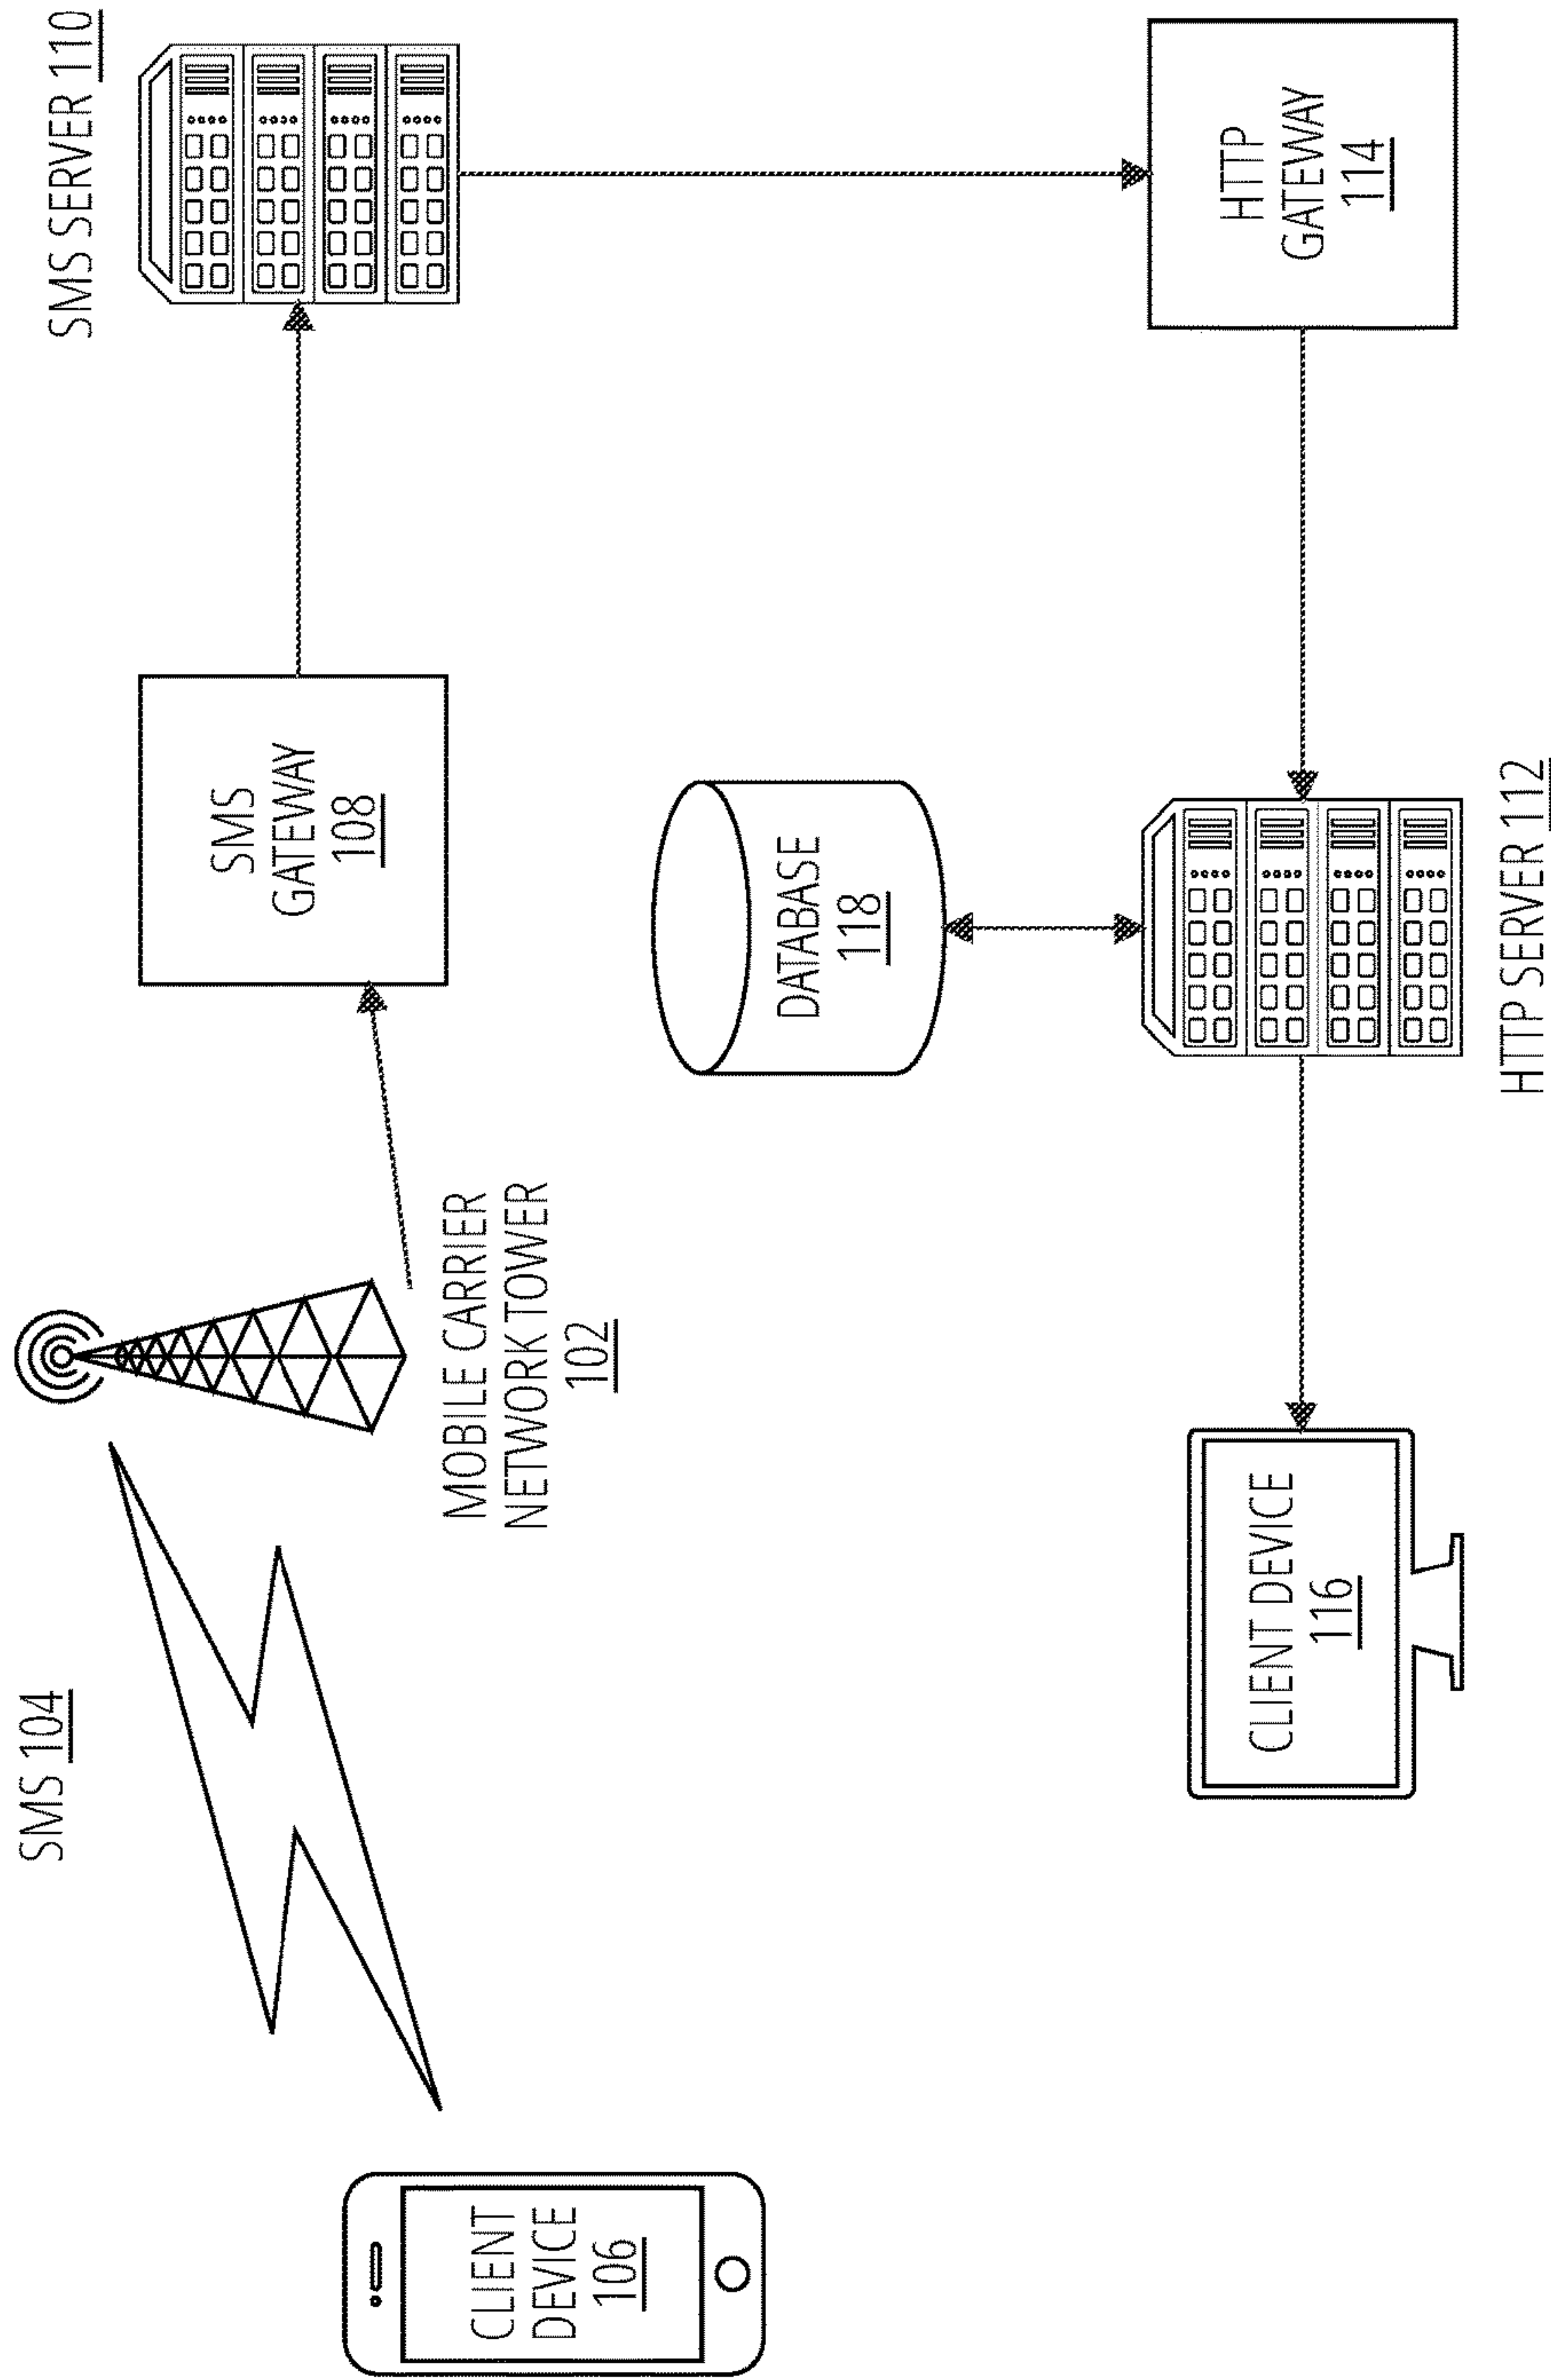 SMS 104
SMS SERVER 110
SMS
GATEWAY
108
MOBILE CARRIER
NETWORK TOWER
102
CLIENT
DEVICE
106
DATABASE
118
CLIENT DEVICE
116
HTTP
GATEWAY
114
HTTP SERVER 112